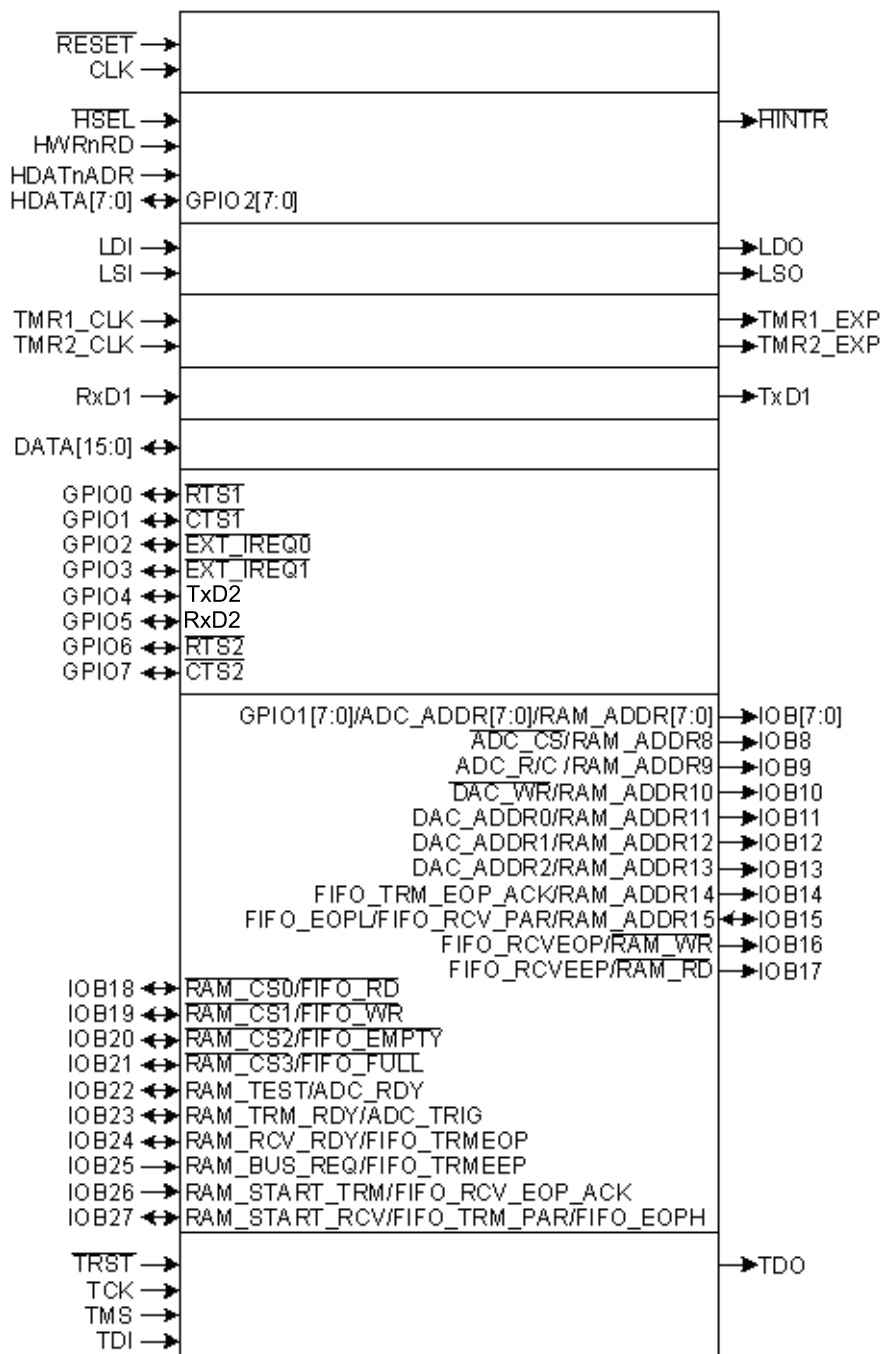 RESET
CLK
HSEL HINTR
HWRnRD
HDATnADR
HDATA[7:0] GPIO2[7:0]
LDI LDO
LSI LSO
TMR1_CLK TMR1_EXP
TMR2_CLK TMR2_EXP
RxD1 TxD1
DATA[15:0]
GPIO0 RTS1
GPIO1 CTS1
GPIO2 EXT_IREQ0
GPIO3 EXT_IREQ1
GPIO4 TxD2
GPIO5 RxD2
GPIO6 RTS2
GPIO7 CTS2
GPIO1[7:0]/ADC_ADDR[7:0]/RAM_ADDR[7:0] IOB[7:0]
ADC_CS/RAM_ADDR8 IOB8
ADC_R/C /RAM_ADDR9 IOB9
DAC_WR/RAM_ADDR10 IOB10
DAC_ADDR0/RAM_ADDR11 IOB11
DAC_ADDR1/RAM_ADDR12 IOB12
DAC_ADDR2/RAM_ADDR13 IOB13
FIFO_TRM_EOP_ACK/RAM_ADDR14 IOB14
FIFO_EOPL/FIFO_RCV_PAR/RAM_ADDR15 IOB15
FIFO_RCVEOP/RAM_WR IOB16
FIFO_RCVEEP/RAM_RD IOB17
IOB18 RAM_CS0/FIFO_RD
IOB19 RAM_CS1/FIFO_WR
IOB20 RAM_CS2/FIFO_EMPTY
IOB21 RAM_CS3/FIFO_FULL
IOB22 RAM_TEST/ADC_RDY
IOB23 RAM_TRM_RDY/ADC_TRIG
IOB24 RAM_RCV_RDY/FIFO_TRMEOP
IOB25 RAM_BUS_REQ/FIFO_TRMEEP
IOB26 RAM_START_TRM/FIFO_RCV_EOP_ACK
IOB27 RAM_START_RCV/FIFO_TRM_PAR/FIFO_EOPH
TRST TDO
TCK
TMS
TDI